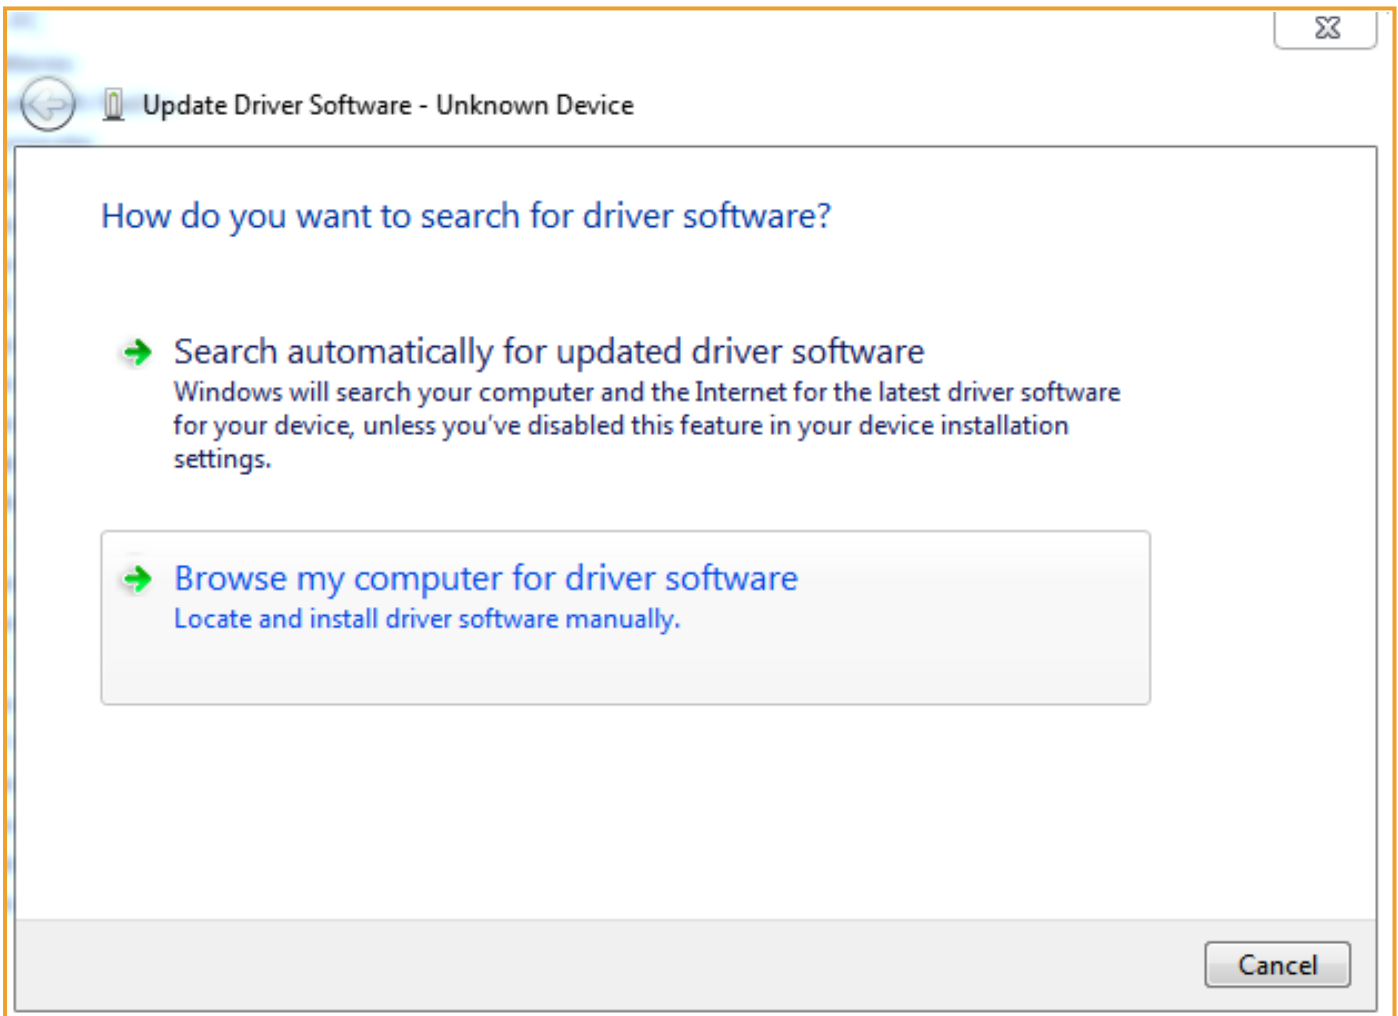 Update Driver Software - Unknown Device
How do you want to search for driver software?
Search automatically for updated driver software
Windows will search your computer and the Internet for the latest driver software
for your device, unless you've disabled this feature in your device installation
settings.
Browse my computer for driver software
Locate and install driver software manually.
Cancel